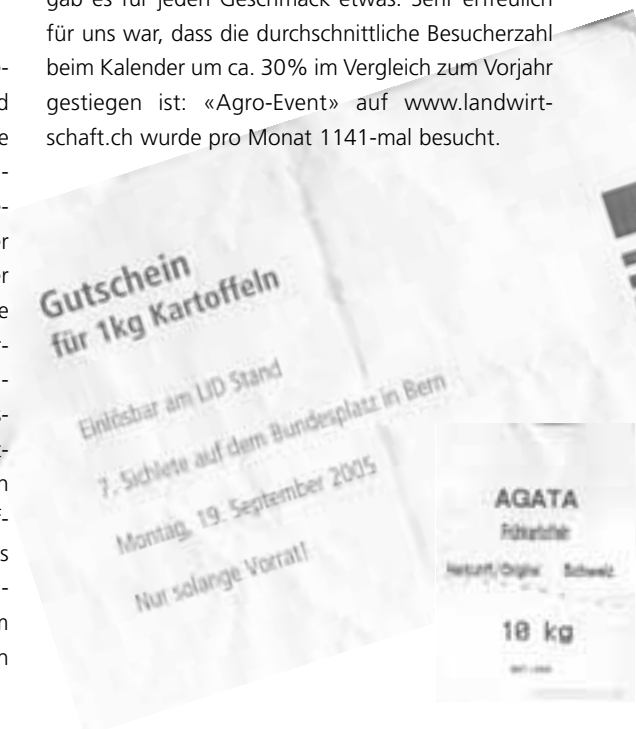 gab es für jeden Geschmack etwas. Sehr erfreulich
für uns war, dass die durchschnittliche Besucherzahl
beim Kalender um ca. 30% im Vergleich zum Vorjahr
gestiegen ist: «Agro-Event» auf www.landwirt-
schaft.ch wurde pro Monat 1141-mal besucht.
Gutschein
für 1kg Kartoffeln
Einlösbar am LID Stand
7. Sichlete auf dem Bundesplatz in Bern
Montag, 19. September 2005
Nur solange Vorrat!
AGATA
Schweiz
10 kg